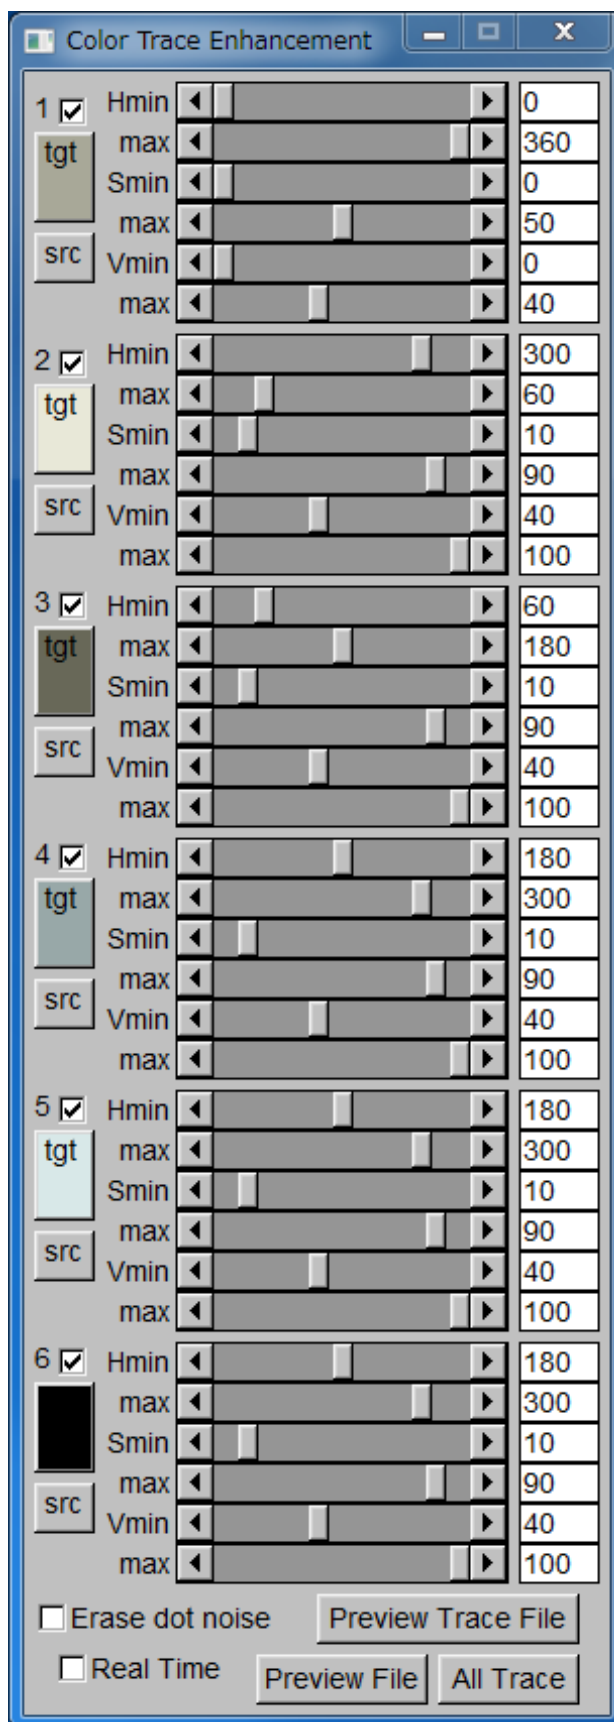 Color Trace Enhancement
1 Hmin 0
tgt max 360
Smin 0
max 50
src Vmin 0
max 40
2 Hmin 300
tgt max 60
Smin 10
max 90
src Vmin 40
max 100
3 Hmin 60
tgt max 180
Smin 10
max 90
src Vmin 40
max 100
4 Hmin 180
tgt max 300
Smin 10
max 90
src Vmin 40
max 100
5 Hmin 180
tgt max 300
Smin 10
max 90
src Vmin 40
max 100
6 Hmin 180
max 300
Smin 10
max 90
src Vmin 40
max 100
Erase dot noise Preview Trace File
Real Time Preview File All Trace